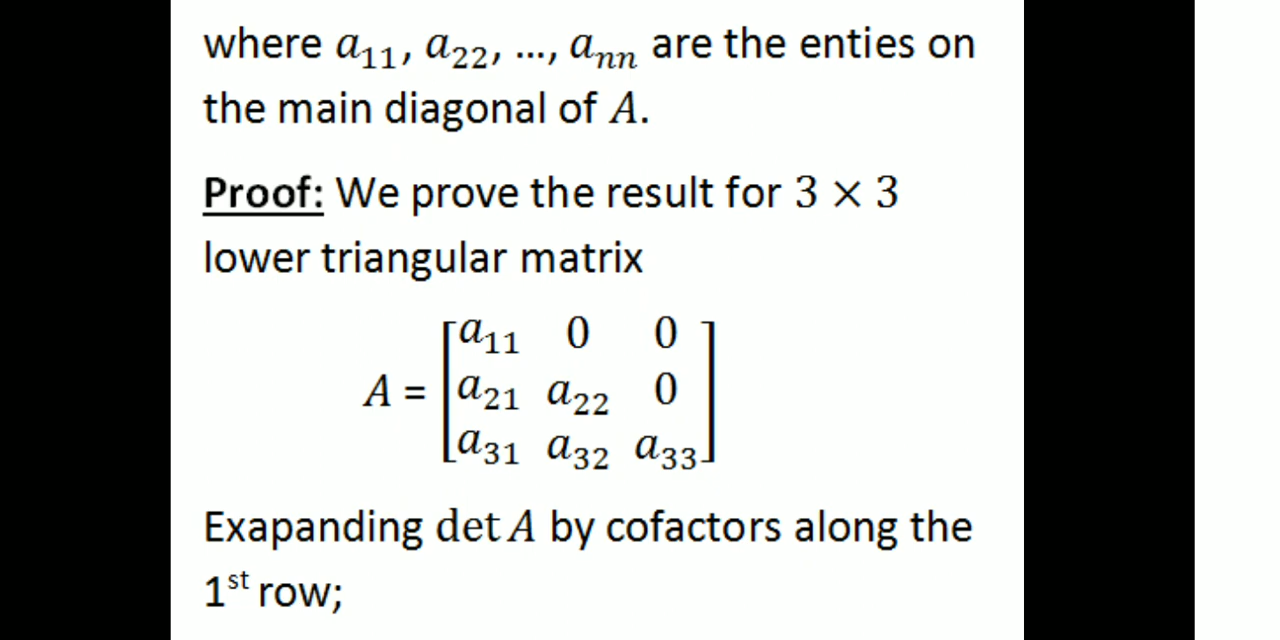 where a₁₁, a₂₂, ..., aₙₙ are the enties on
the main diagonal of A.
Proof: We prove the result for 3 × 3
lower triangular matrix
A = [a₁₁ 0 0
a₂₁ a₂₂ 0
a₃₁ a₃₂ a₃₃]
Exapanding det A by cofactors along the
1ˢᵗ row;